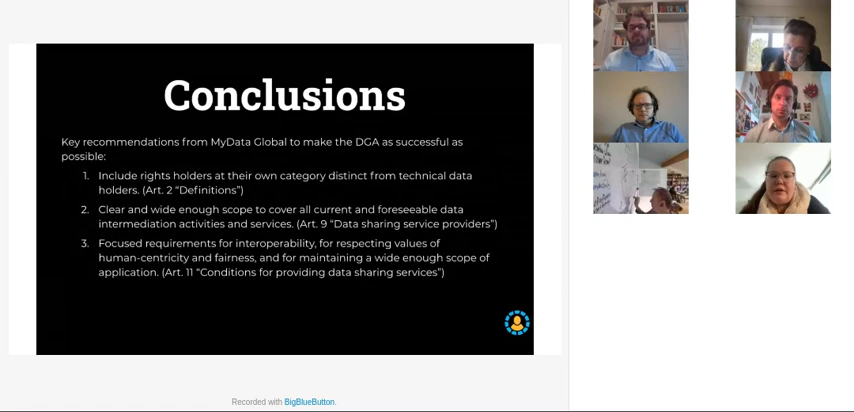 Conclusions
Key recommendations from MyData Global to make the DGA as successful as
possible:
1. Include rights holders at their own category distinct from technical data
holders. (Art. 2 “Definitions”)
2. Clear and wide enough scope to cover all current and foreseeable data
intermediation activities and services. (Art. 9 “Data sharing service providers”)
3. Focused requirements for interoperability, for respecting values of
human-centricity and fairness, and for maintaining a wide enough scope of
application. (Art. 11 “Conditions for providing data sharing services”)
Recorded with BigBlueButton.